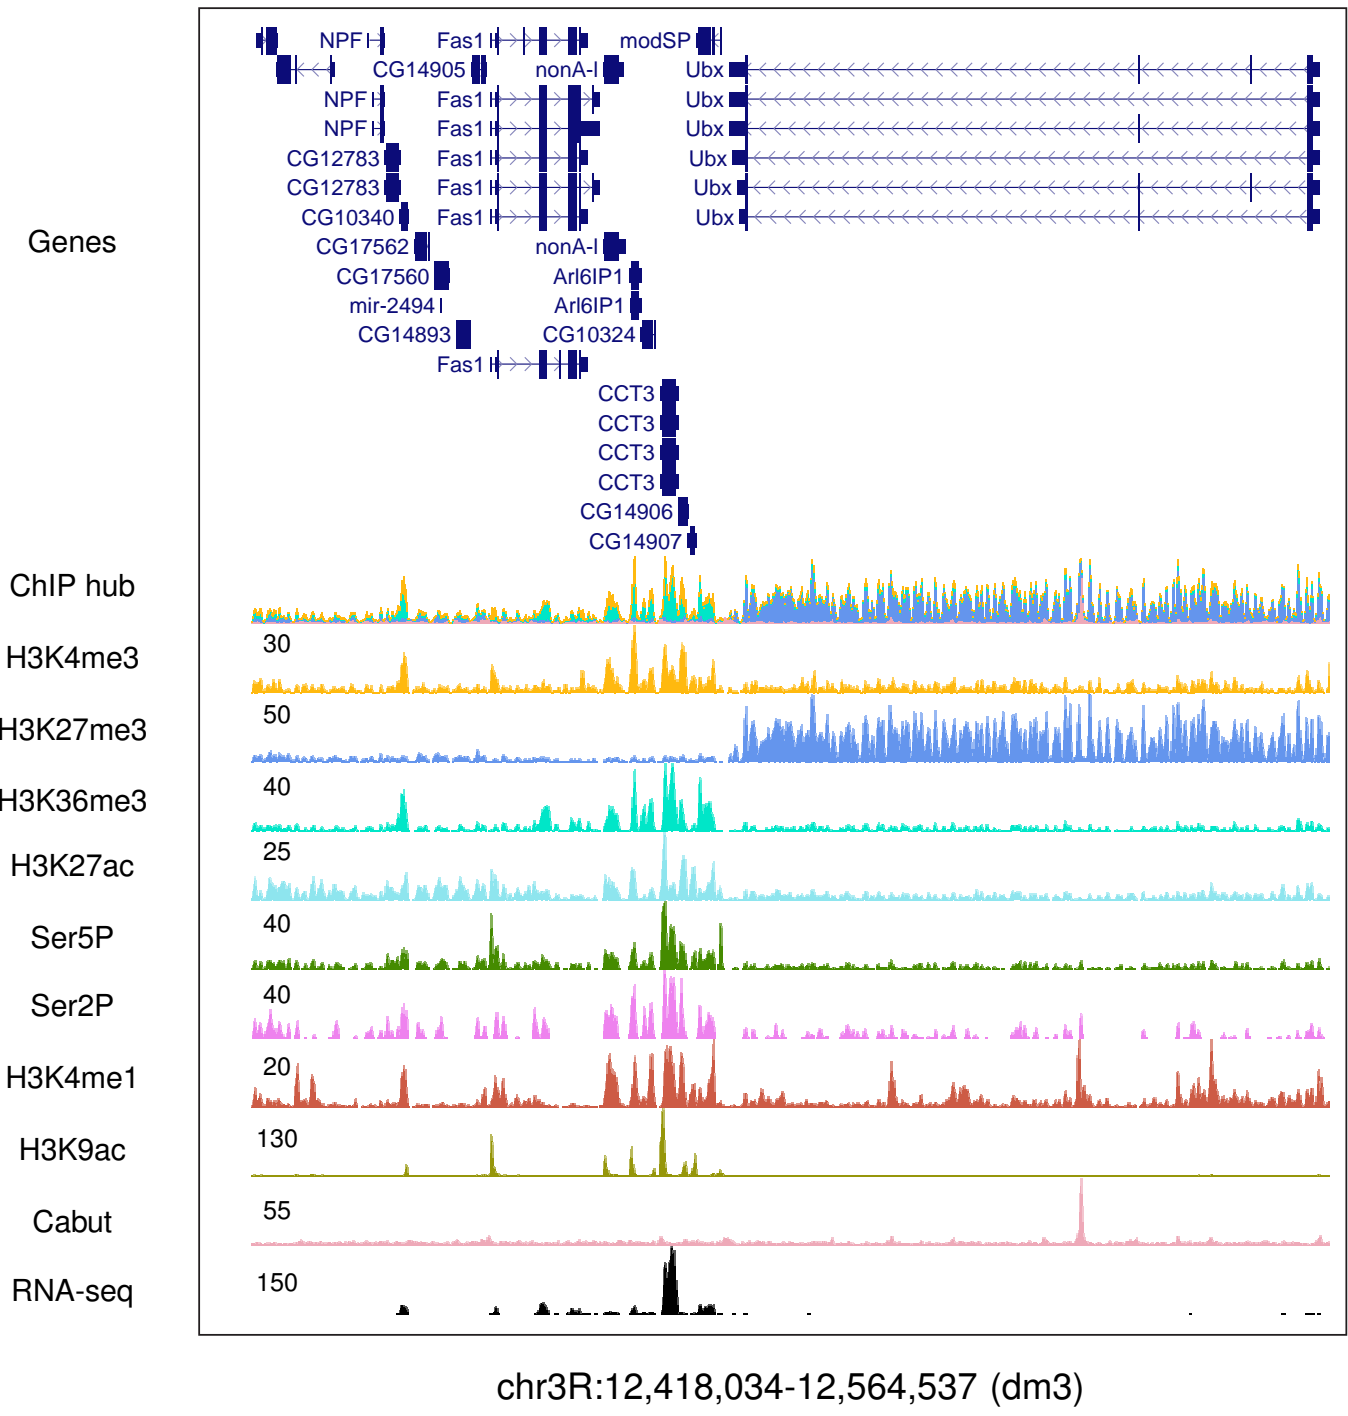 NPF Fas1 modSP
CG14905 nonA-l Ubx
NPF Fas1 Ubx
NPF Fas1 Ubx
CG12783 Fas1 Ubx
CG12783 Fas1 Ubx
CG10340 Fas1 Ubx
Genes
CG17562 nonA-l
CG17560 Arl6IP1
mir-2494 Arl6IP1
CG14893 CG10324
Fas1
CCT3
CCT3
CCT3
CCT3
CG14906
CG14907
ChIP hub
H3K4me3 30
H3K27me3 50
H3K36me3 40
H3K27ac 25
Ser5P 40
Ser2P 40
H3K4me1 20
H3K9ac 130
Cabut 55
RNA-seq 150
chr3R:12,418,034-12,564,537 (dm3)